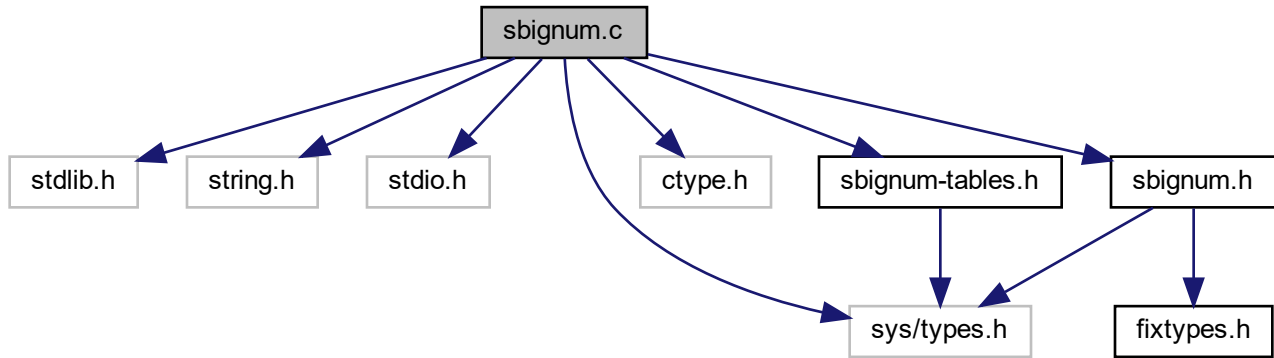 sbignum.c
stdlib.h
string.h
stdio.h
ctype.h
sbignum-tables.h
sbignum.h
sys/types.h
fixtypes.h